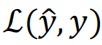 ℒ(ŷ, y)